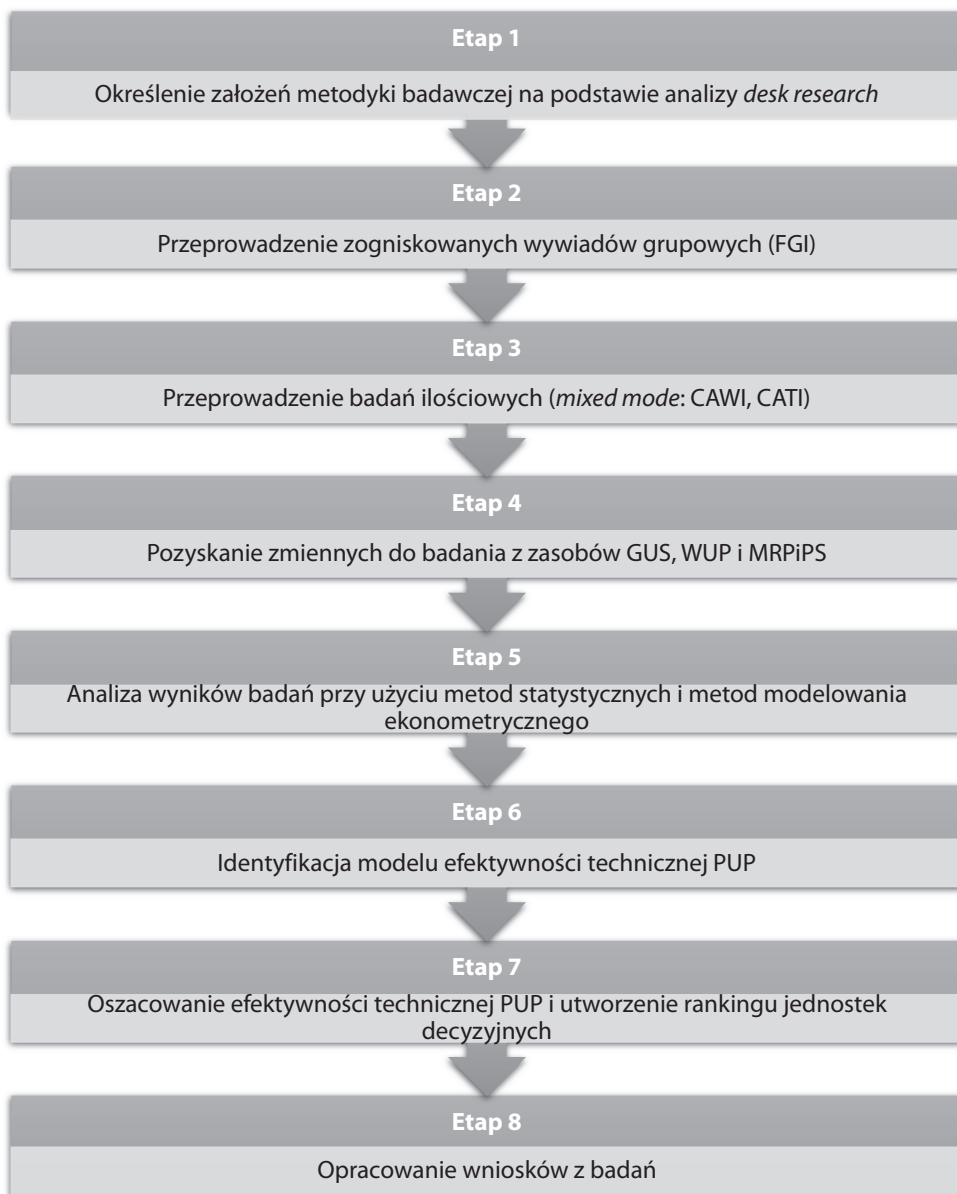 Etap 1
Określenie założeń metodyki badawczej na podstawie analizy desk research
Etap 2
Przeprowadzenie zogniskowanych wywiadów grupowych (FGI)
Etap 3
Przeprowadzenie badań ilościowych (mixed mode: CAWI, CATI)
Etap 4
Pozyskanie zmiennych do badania z zasobów GUS, WUP i MRPiPS
Etap 5
Analiza wyników badań przy użyciu metod statystycznych i metod modelowania
ekonometrycznego
Etap 6
Identyfikacja modelu efektywności technicznej PUP
Etap 7
Oszacowanie efektywności technicznej PUP i utworzenie rankingu jednostek
decyzyjnych
Etap 8
Opracowanie wniosków z badań